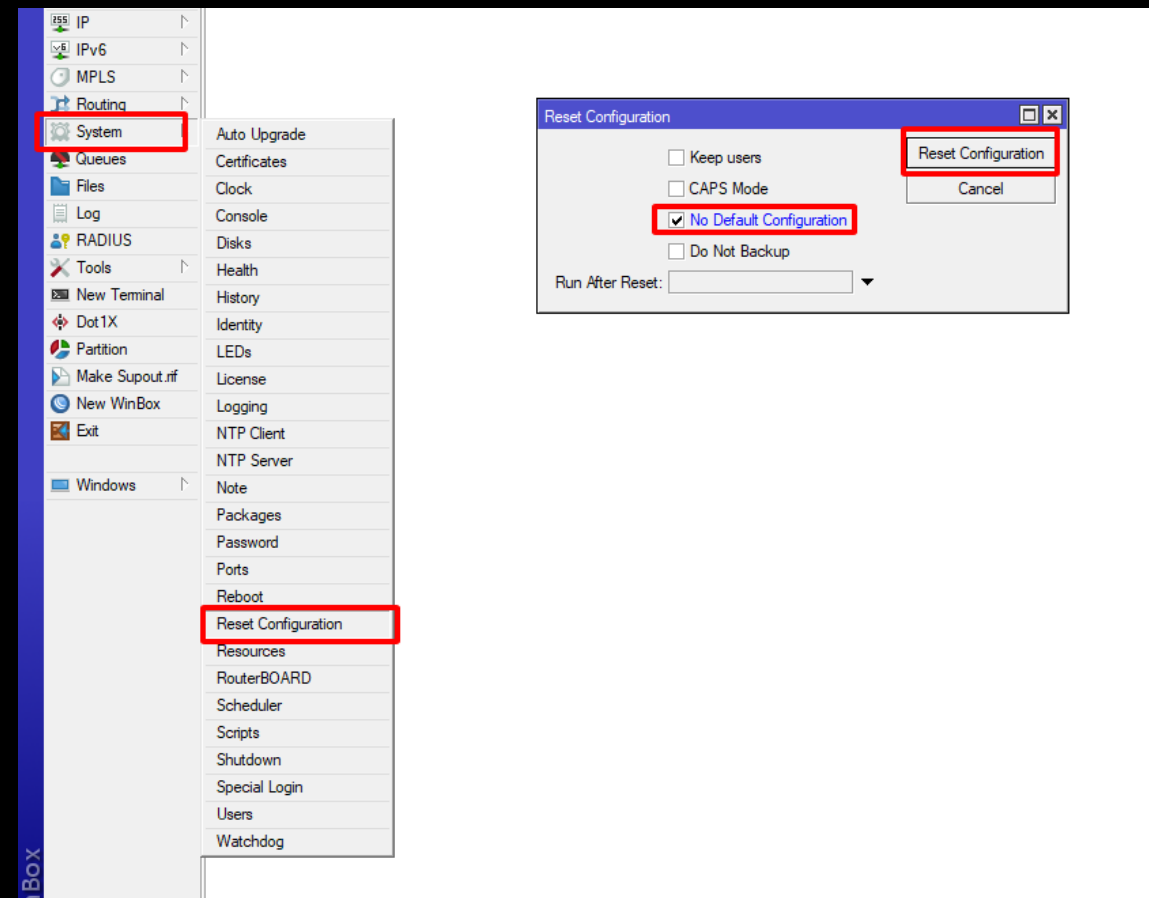 IP
IPv6
MPLS
Routing
System
Queues
Files
Log
RADIUS
Tools
New Terminal
Dot1X
Partition
Make Supout.rif
New WinBox
Exit
Windows
Auto Upgrade
Certificates
Clock
Console
Disks
Health
History
Identity
LEDs
License
Logging
NTP Client
NTP Server
Note
Packages
Password
Ports
Reboot
Reset Configuration
Resources
RouterBOARD
Scheduler
Scripts
Shutdown
Special Login
Users
Watchdog
Reset Configuration
Keep users
CAPS Mode
No Default Configuration
Do Not Backup
Run After Reset:
Reset Configuration
Cancel
255
v6
Box